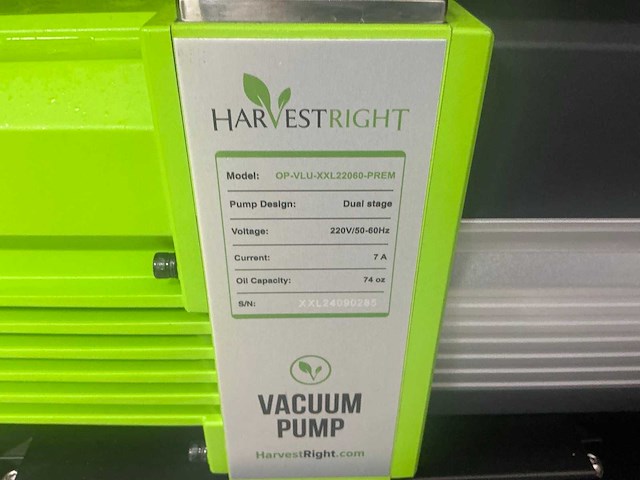 HARVESTRIGHT
Model: OP-VLU-XXL22060-PREM
Pump Design: Dual stage
Voltage: 220V/50-60Hz
Current: 7 A
Oil Capacity: 74 oz
S/N: XXL24090265
VACUUM
PUMP
HarvestRight.com